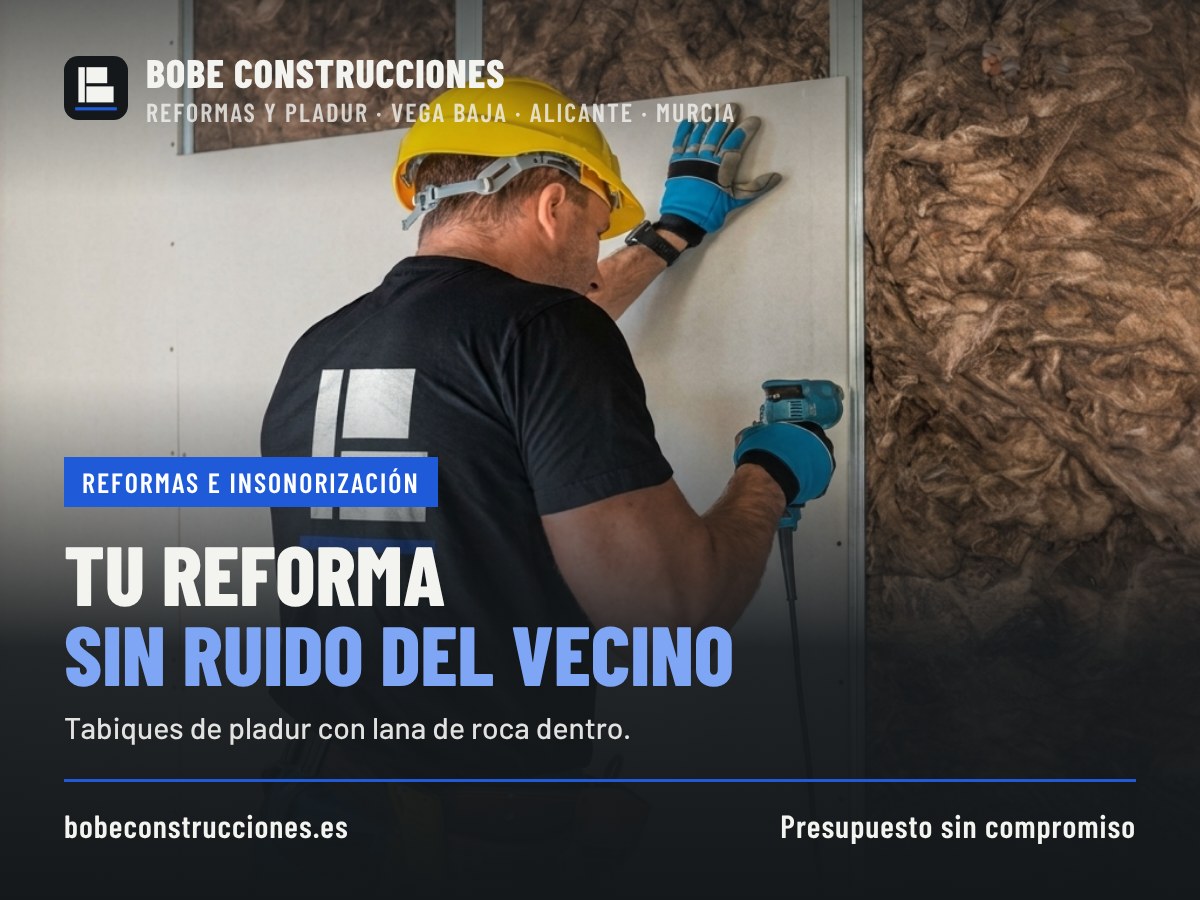 BOBE CONSTRUCCIONES
REFORMAS Y PLADUR · VEGA BAJA · ALICANTE · MURCIA
REFORMAS E INSONORIZACIÓN
TU REFORMA
SIN RUIDO DEL VECINO
Tabiques de pladur con lana de roca dentro.
bobeconstrucciones.es
Presupuesto sin compromiso